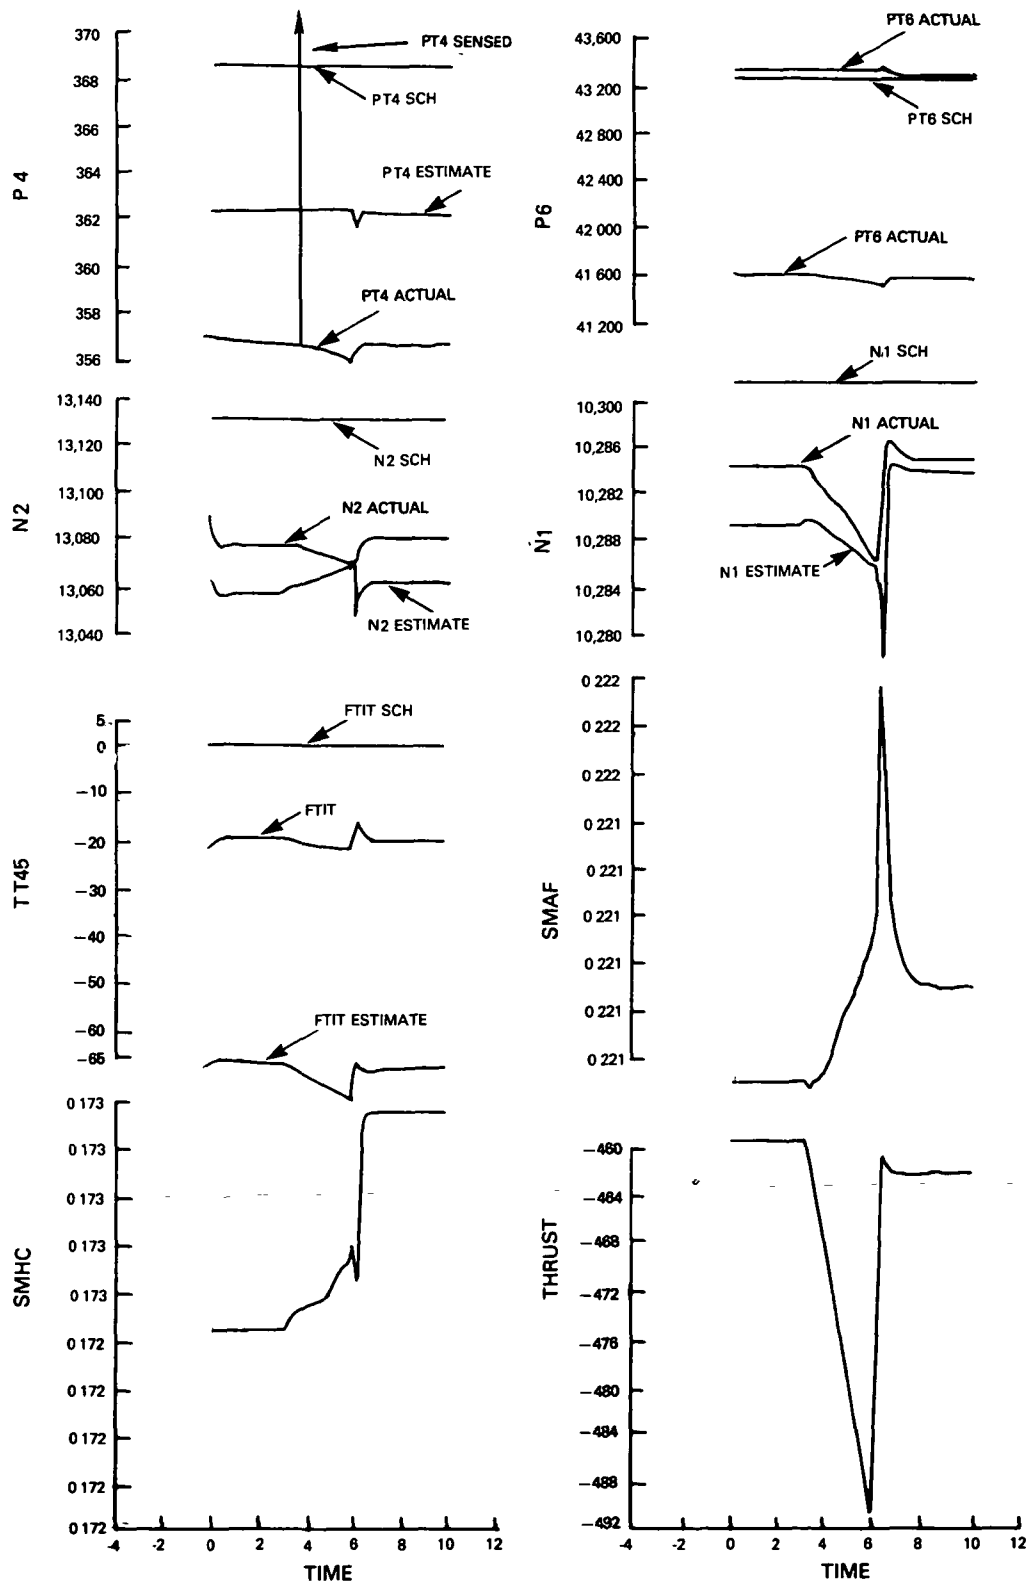 370
368
366
364
362
360
358
356
P4
PT4 SENSED
PT4 SCH
PT4 ESTIMATE
PT4 ACTUAL
13,140
13,120
13,100
13,080
13,060
13,040
N2
N2 SCH
N2 ACTUAL
N2 ESTIMATE
5
0
-10
-20
-30
-40
-50
-60
-65
TT45
FTIT SCH
FTIT
FTIT ESTIMATE
0 173
0 173
0 173
0 173
0 173
0 172
0 172
0 172
0 172
0 172
SMHC
-4 -2 0 2 4 6 8 10 12
TIME
43,600
43 200
42 800
42 400
42 000
41 600
41 200
P6
PT6 ACTUAL
PT6 SCH
PT6 ACTUAL
N1 SCH
10,300
10,286
10,282
10,288
10,284
10,280
N1
N1 ACTUAL
N1 ESTIMATE
0 222
0 222
0 222
0 221
0 221
0 221
0 221
0 221
0 221
SMAF
-460
-464
-468
-472
-476
-480
-484
-488
-492
THRUST
-4 -2 0 2 4 6 8 10 12
TIME